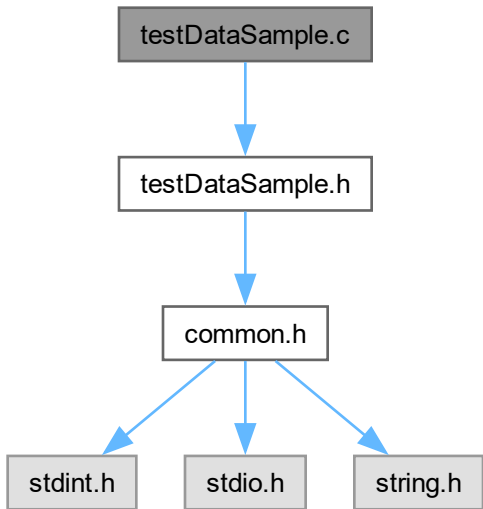 testDataSample.c
testDataSample.h
common.h
stdint.h
stdio.h
string.h